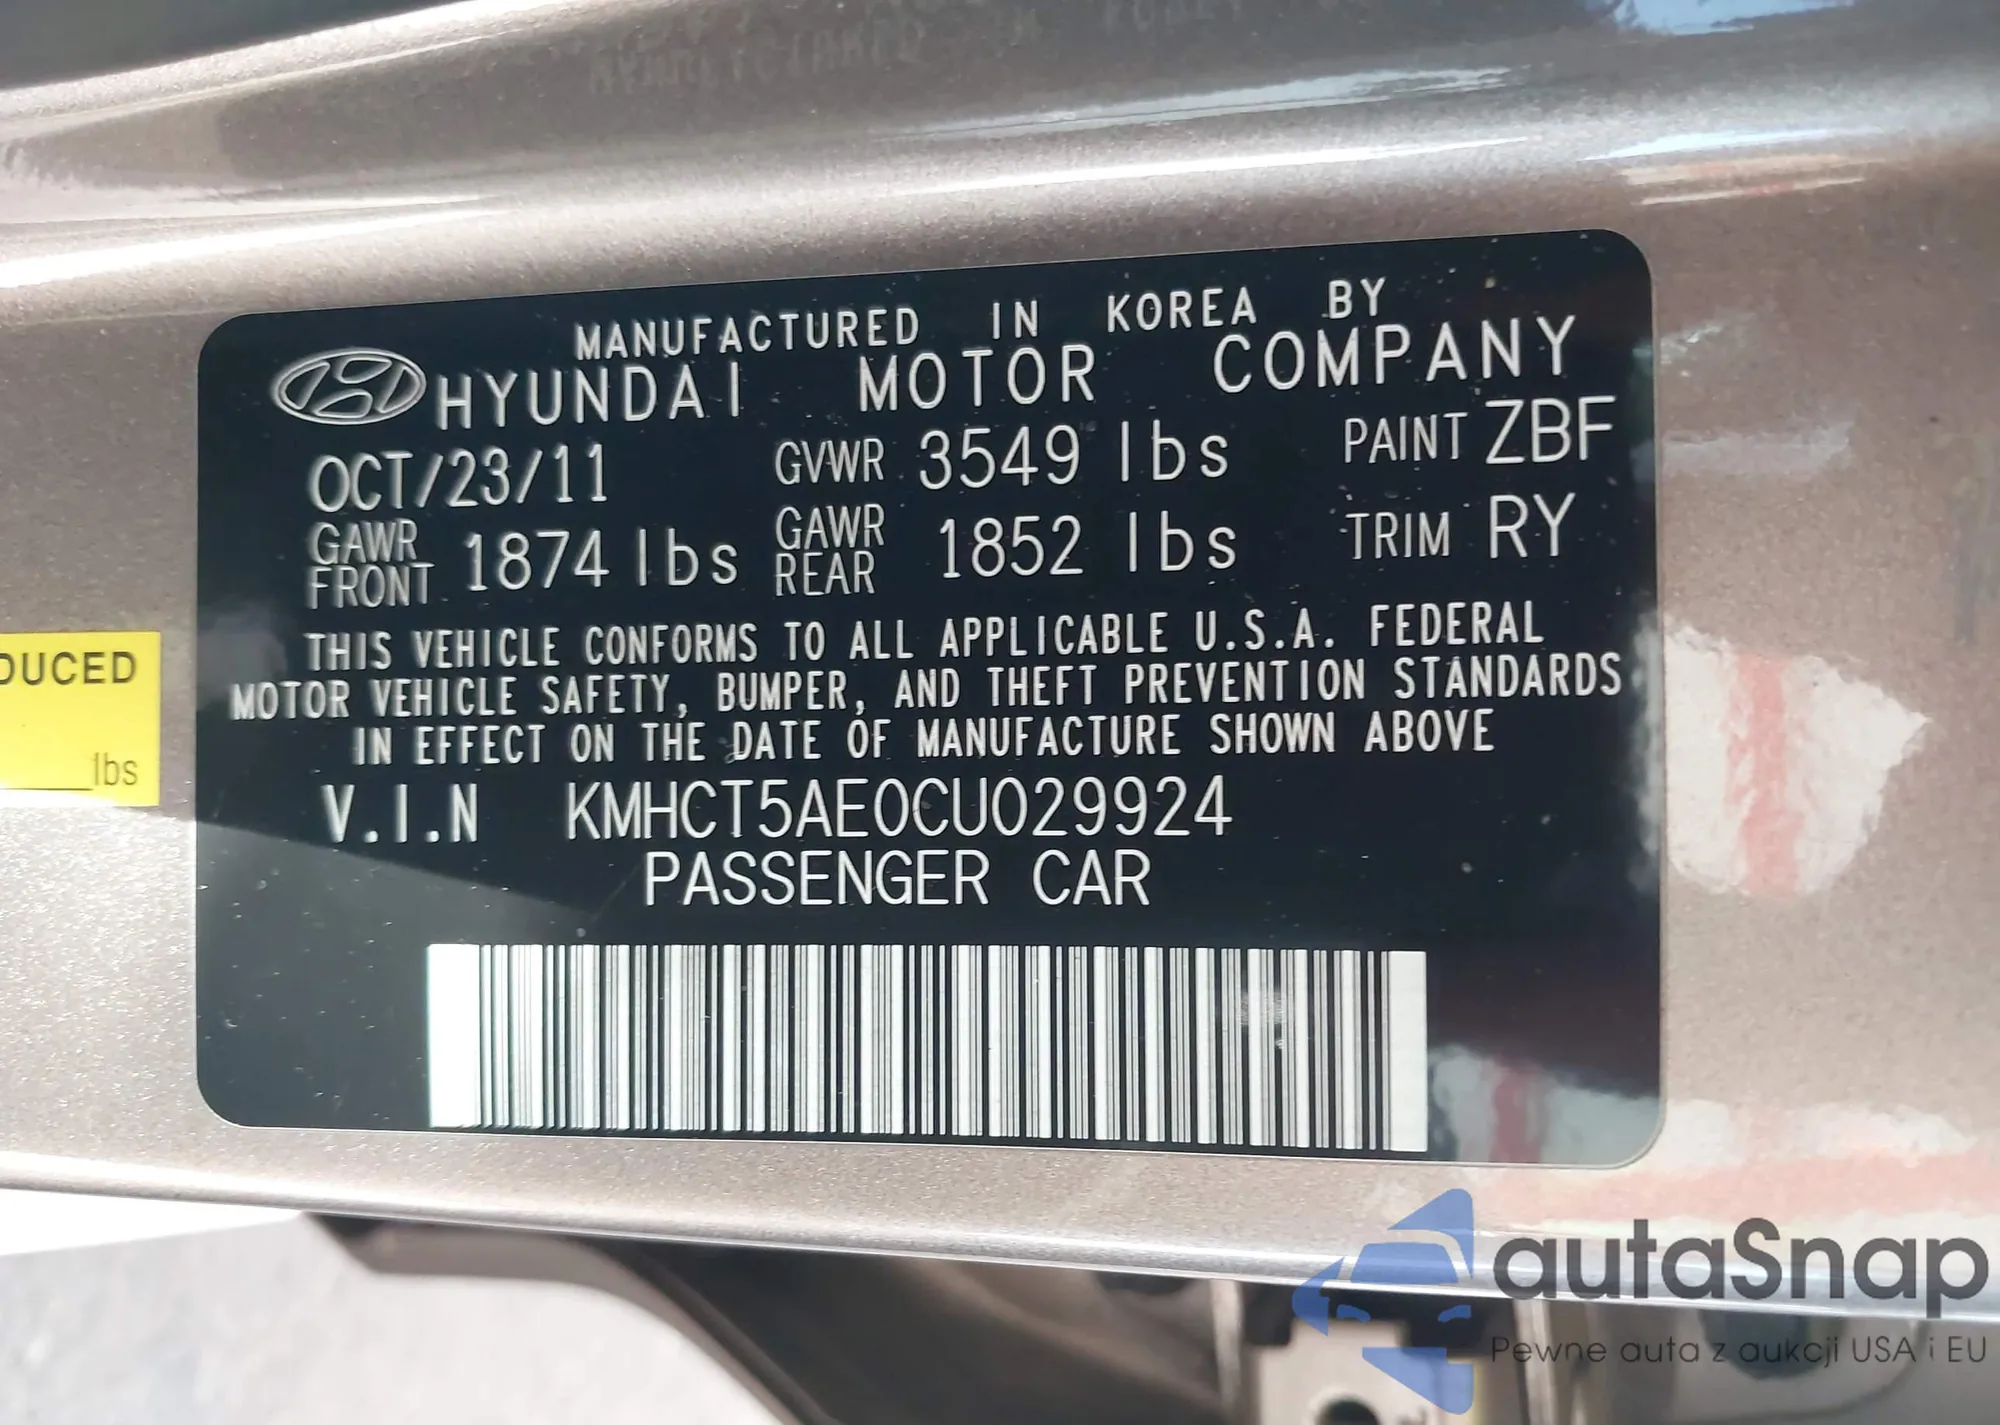 MANUFACTURED IN KOREA BY
HYUNDAI MOTOR COMPANY
OCT/23/11 GVWR 3549 lbs PAINT ZBF
GAWR FRONT 1874 lbs GAWR REAR 1852 lbs TRIM RY
THIS VEHICLE CONFORMS TO ALL APPLICABLE U.S.A. FEDERAL
MOTOR VEHICLE SAFETY, BUMPER, AND THEFT PREVENTION STANDARDS
IN EFFECT ON THE DATE OF MANUFACTURE SHOWN ABOVE
V.I.N KMHCT5AE0CU029924
PASSENGER CAR
DUCED
lbs
autaSnap
Pewne auta z aukcji USA i EU